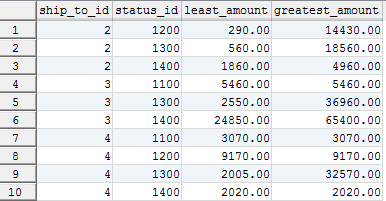 ship_to_id status_id least_amount greatest_amount
1 2 1200 290.00 14430.00
2 2 1300 560.00 18560.00
3 2 1400 1860.00 4960.00
4 3 1100 5460.00 5460.00
5 3 1300 2550.00 36960.00
6 3 1400 24850.00 65400.00
7 4 1100 3070.00 3070.00
8 4 1200 9170.00 9170.00
9 4 1300 2005.00 32570.00
10 4 1400 2020.00 2020.00